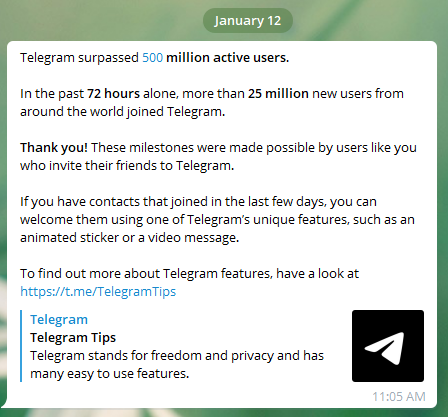 January 12
Telegram surpassed 500 million active users.
In the past 72 hours alone, more than 25 million new users from
around the world joined Telegram.
Thank you! These milestones were made possible by users like you
who invite their friends to Telegram.
If you have contacts that joined in the last few days, you can
welcome them using one of Telegram's unique features, such as an
animated sticker or a video message.
To find out more about Telegram features, have a look at
https://t.me/TelegramTips
Telegram
Telegram Tips
Telegram stands for freedom and privacy and has
many easy to use features.
11:05 AM